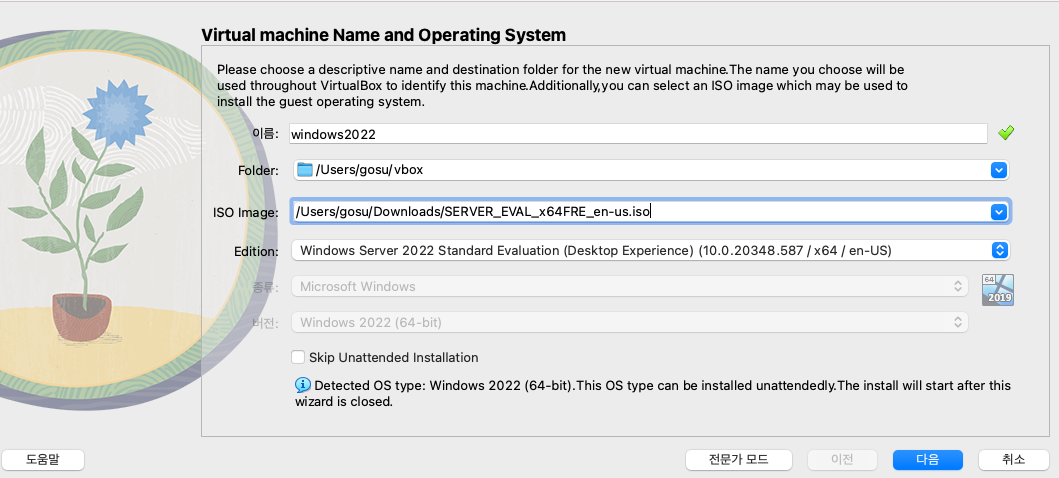 Virtual machine Name and Operating System
Please choose a descriptive name and destination folder for the new virtual machine.The name you choose will be
used throughout VirtualBox to identify this machine.Additionally,you can select an ISO image which may be used to
install the guest operating system.
이름: windows2022
Folder: /Users/gosu/vbox
ISO Image: /Users/gosu/Downloads/SERVER_EVAL_x64FRE_en-us.iso
Edition: Windows Server 2022 Standard Evaluation (Desktop Experience) (10.0.20348.587 / x64 / en-US)
종류: Microsoft Windows
64
2019
버전: Windows 2022 (64-bit)
Skip Unattended Installation
Detected OS type: Windows 2022 (64-bit).This OS type can be installed unattendedly.The install will start after this
wizard is closed.
도움말 전문가 모드 이전 다음 취소